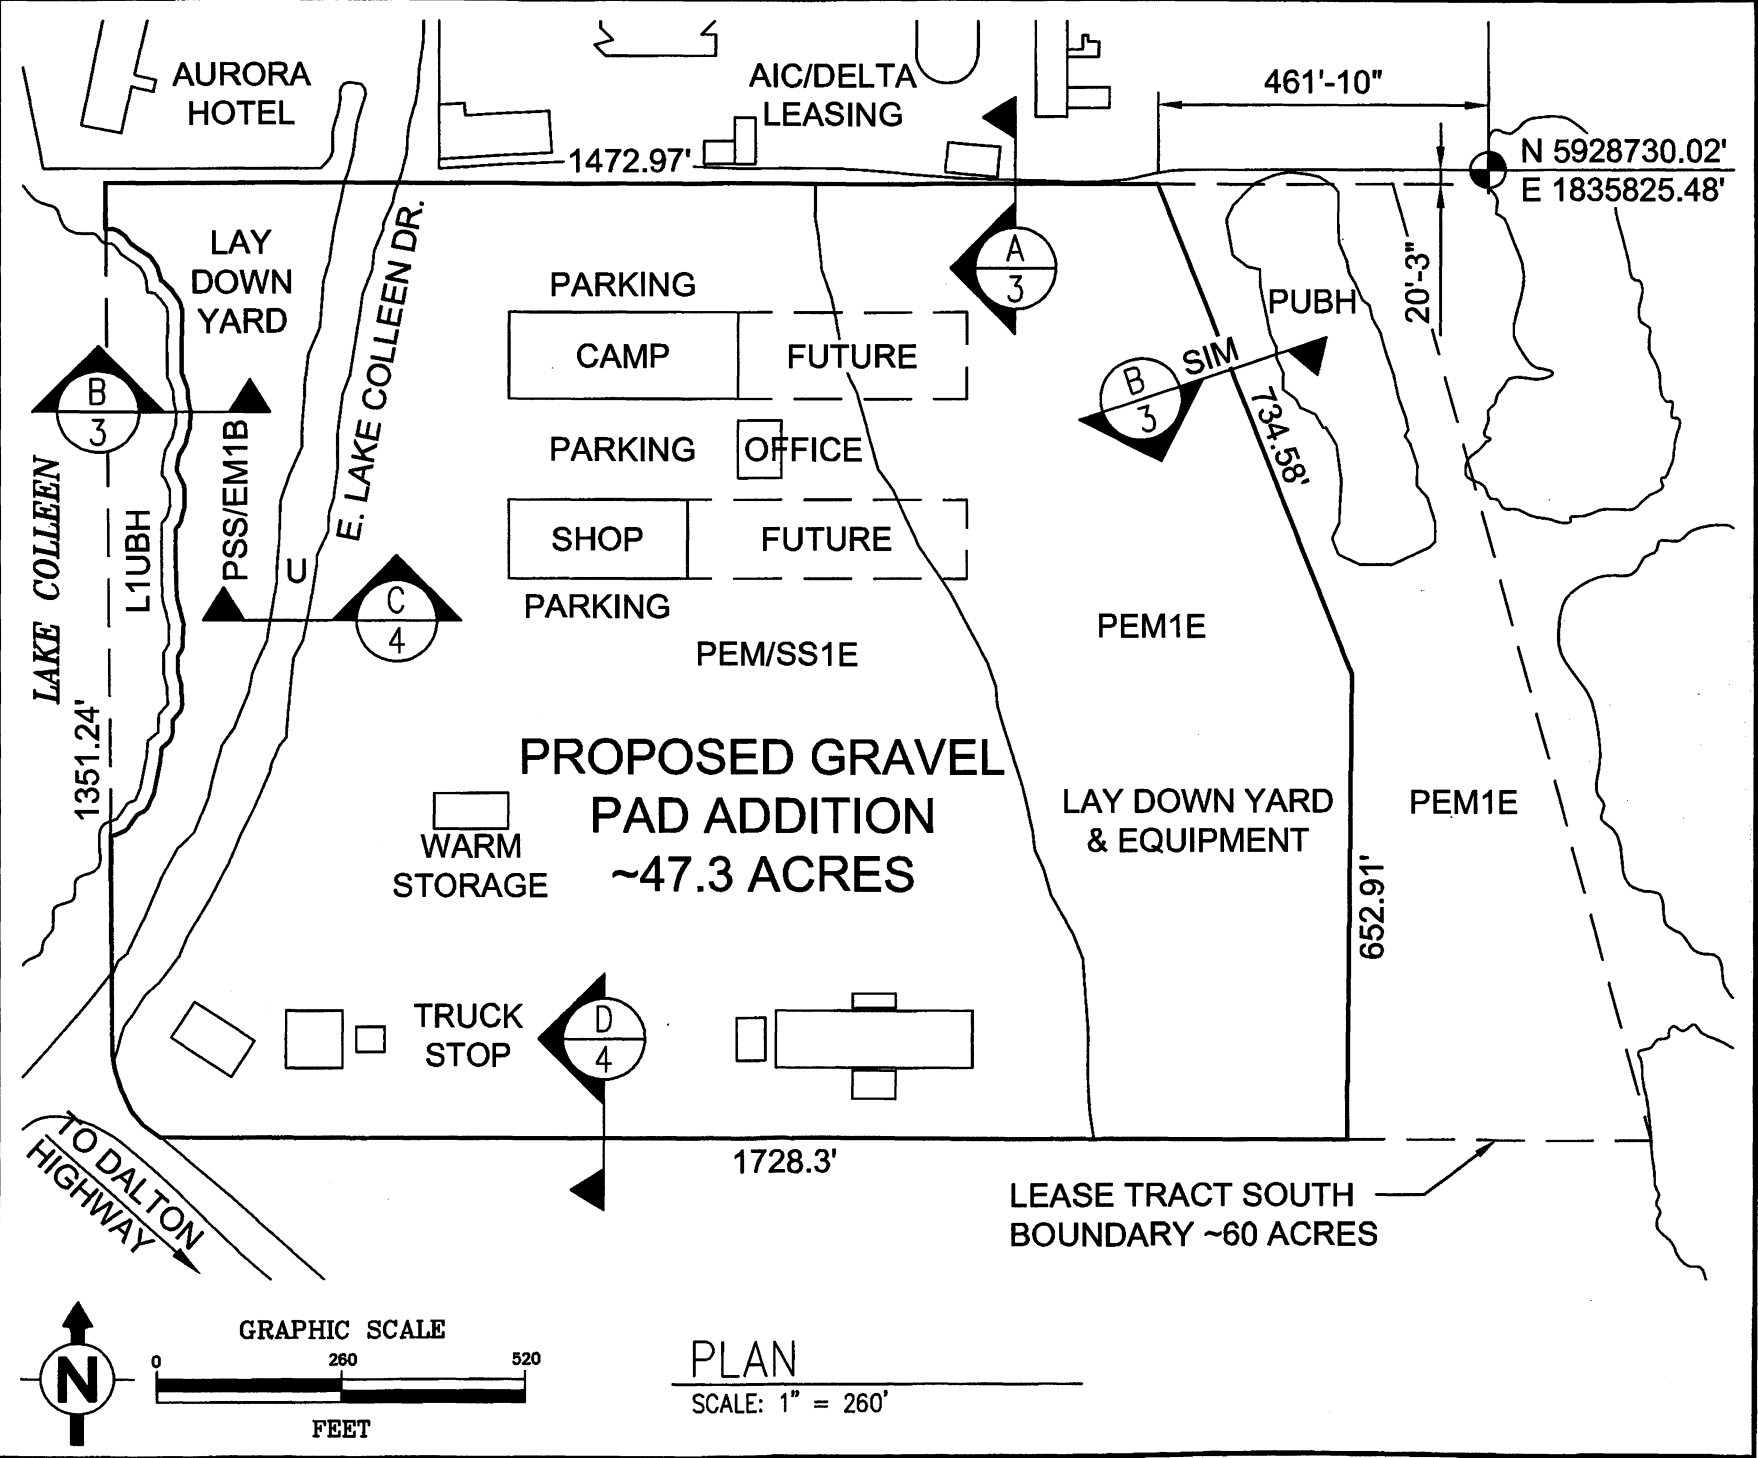 AURORA
HOTEL
AIC/DELTA
LEASING
461'-10"
1472.97'
N 5928730.02'
E 1835825.48'
LAY
DOWN
YARD
E. LAKE COLLEEN DR.
PARKING
A
3
PUBH
20'-3"
CAMP
FUTURE
SIM
B
3
B
3
734.58'
PARKING
OFFICE
PSS/EM1B
LAKE COLLEEN
L1UBH
SHOP
FUTURE
U
C
4
PARKING
PEM/SS1E
PEM1E
1351.24'
PROPOSED GRAVEL
PAD ADDITION
~47.3 ACRES
LAY DOWN YARD
& EQUIPMENT
PEM1E
WARM
STORAGE
652.91'
TRUCK
STOP
D
4
TO DALTON
HIGHWAY
1728.3'
LEASE TRACT SOUTH
BOUNDARY ~60 ACRES
N
GRAPHIC SCALE
0 260 520
FEET
PLAN
SCALE: 1" = 260'